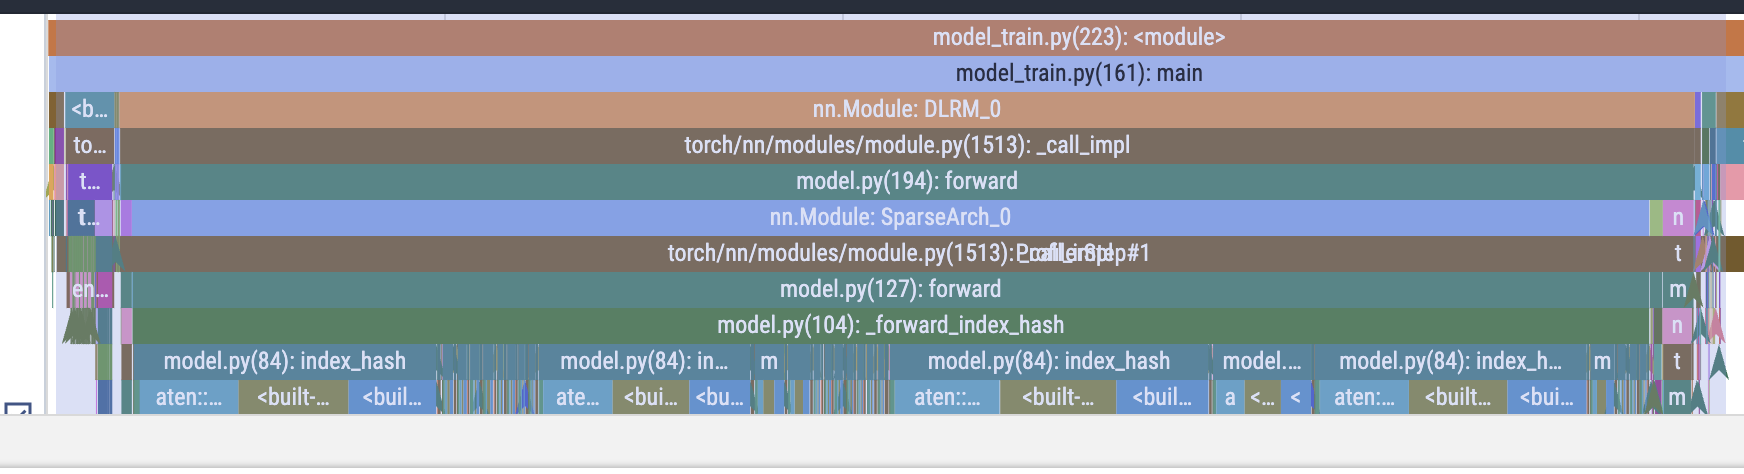 model_train.py(223): <module>
model_train.py(161): main
<b... nn.Module: DLRM_0
to... torch/nn/modules/module.py(1513): _call_impl
t... model.py(194): forward
t... nn.Module: SparseArch_0 n
torch/nn/modules/module.py(1513): t
en... model.py(127): forward m
model.py(104): _forward_index_hash n
model.py(84): index_hash model.py(84): in... m model.py(84): index_hash model.... model.py(84): index_h... m t
aten::... <built-... <buil... ate... <bui... <bu... aten::... <built-... <buil... a <... < aten:... <built... <bui... m